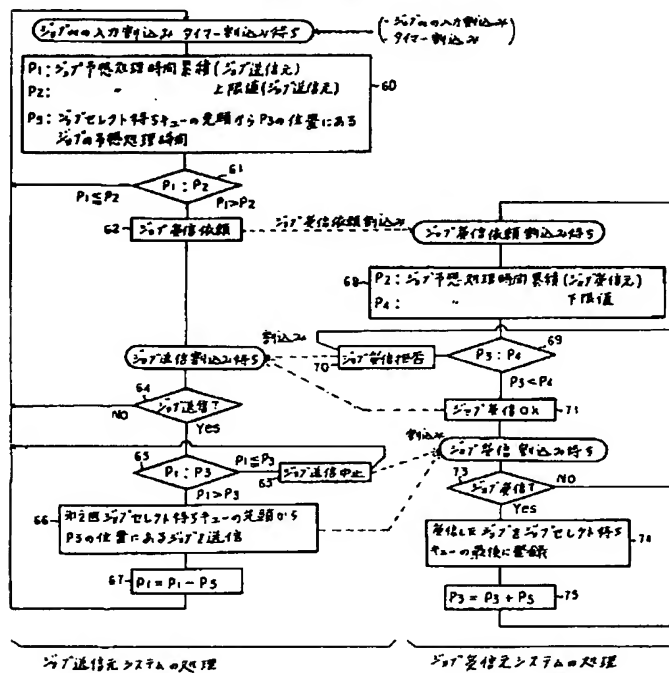 ジョブMの入力割込み タイマー割込み待ち
(・ジョブMの入力割込み
・タイマー割込み)
P1:ジョブ予想処理時間累積(ジョブ送信元)
P2: 〃 上限値(ジョブ送信元)
P5:ジョブセレクト待ちキューの先頭からP3の位置にある
ジョブの予想処理時間
60
61
P1:P2
P1≦P2
P1>P2
62
ジョブ受信依頼
ジョブ受信依頼割込み
ジョブ受信依頼割込み待ち
68
P2:ジョブ予想処理時間累積(ジョブ受信元)
P4: 〃 下限値
割込み
69
ジョブ送信割込み待ち
ジョブ受信拒否
70
P3:P4
P3<P4
64
ジョブ送信?
NO
Yes
ジョブ受信OK
71
割込み
ジョブ受信割込み待ち
65
P1:P3
P1≦P3
P1>P3
ジョブ送信中止
63
73
ジョブ受信?
NO
Yes
66
ジョブセレクト待ちキューの先頭から
P3の位置にあるジョブを送信
受信したジョブをジョブセレクト待ち
キューの最後に登録
74
67
P1=P1-P5
P3=P3+P5
75
ジョブ送信元システムの処理
ジョブ受信元システムの処理